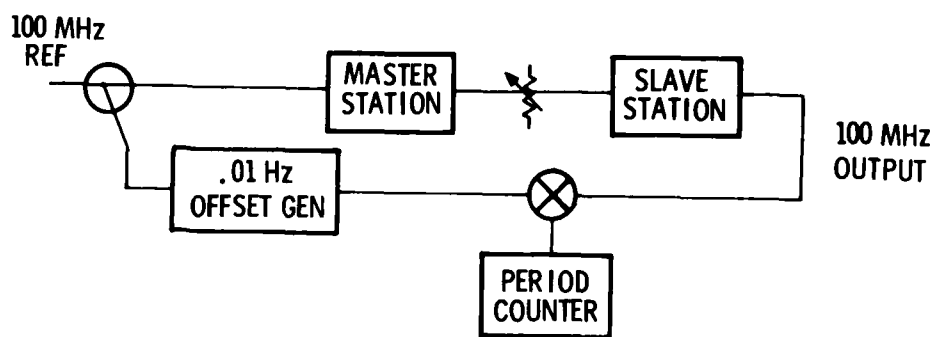 100 MHz
REF
MASTER
STATION
SLAVE
STATION
100 MHz
OUTPUT
.01 Hz
OFFSET GEN
PERIOD
COUNTER